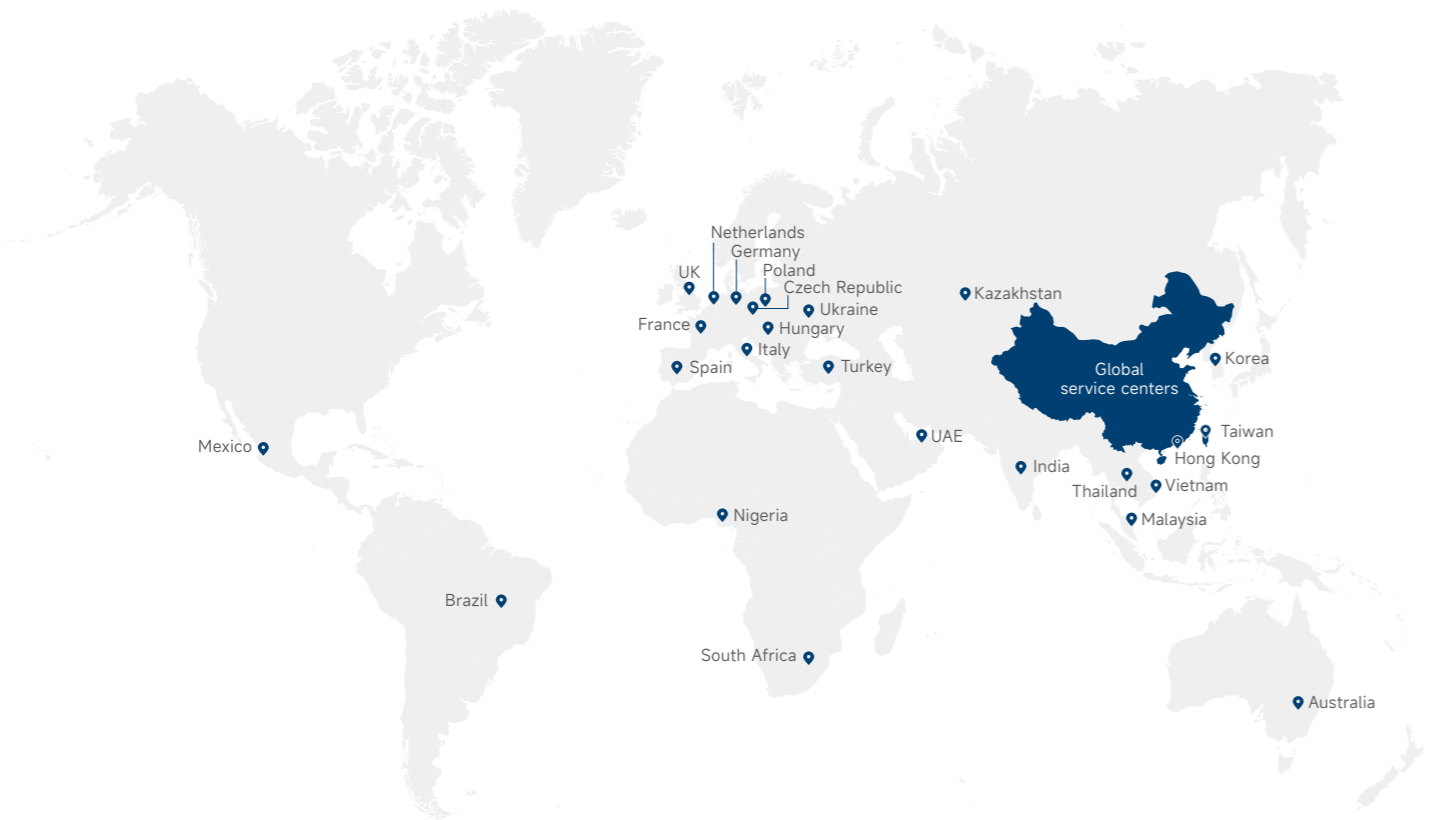 Netherlands
Germany
UK
Poland
Czech Republic
Kazakhstan
Ukraine
France
Hungary
Italy
Korea
Spain
Turkey
Global
service centers
Taiwan
UAE
Mexico
Hong Kong
India
Thailand
Vietnam
Nigeria
Malaysia
Brazil
South Africa
Australia